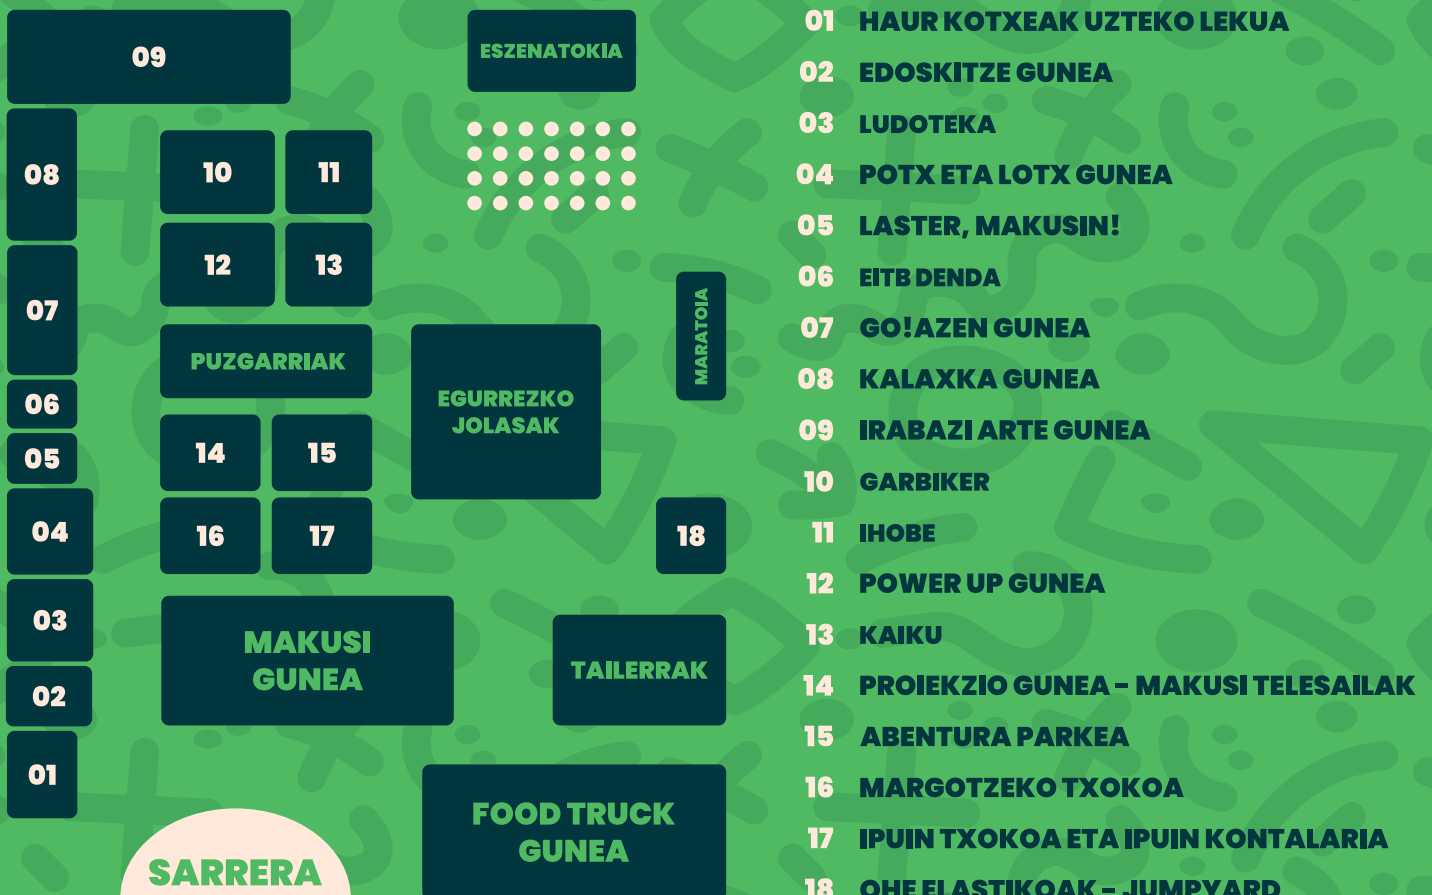 09
ESZENATOKIA
08
10
11
12
13
07
MARATOIA
PUZGARRIAK
EGURREZKO
JOLASAK
06
05
14
15
04
16
17
18
03
MAKUSI
GUNEA
TAILERRAK
02
01
FOOD TRUCK
GUNEA
SARRERA
01 HAUR KOTXEAK UZTEKO LEKUA
02 EDOSKITZE GUNEA
03 LUDOTEKA
04 POTX ETA LOTX GUNEA
05 LASTER, MAKUSIN!
06 EITB DENDA
07 GO!AZEN GUNEA
08 KALAXKA GUNEA
09 IRABAZI ARTE GUNEA
10 GARBIKER
11 IHOBE
12 POWER UP GUNEA
13 KAIKU
14 PROIEKZIO GUNEA – MAKUSI TELESAILAK
15 ABENTURA PARKEA
16 MARGOTZEKO TXOKOA
17 IPUIN TXOKOA ETA IPUIN KONTALARIA
18 OHE ELASTIKOAK – JUMPYARD